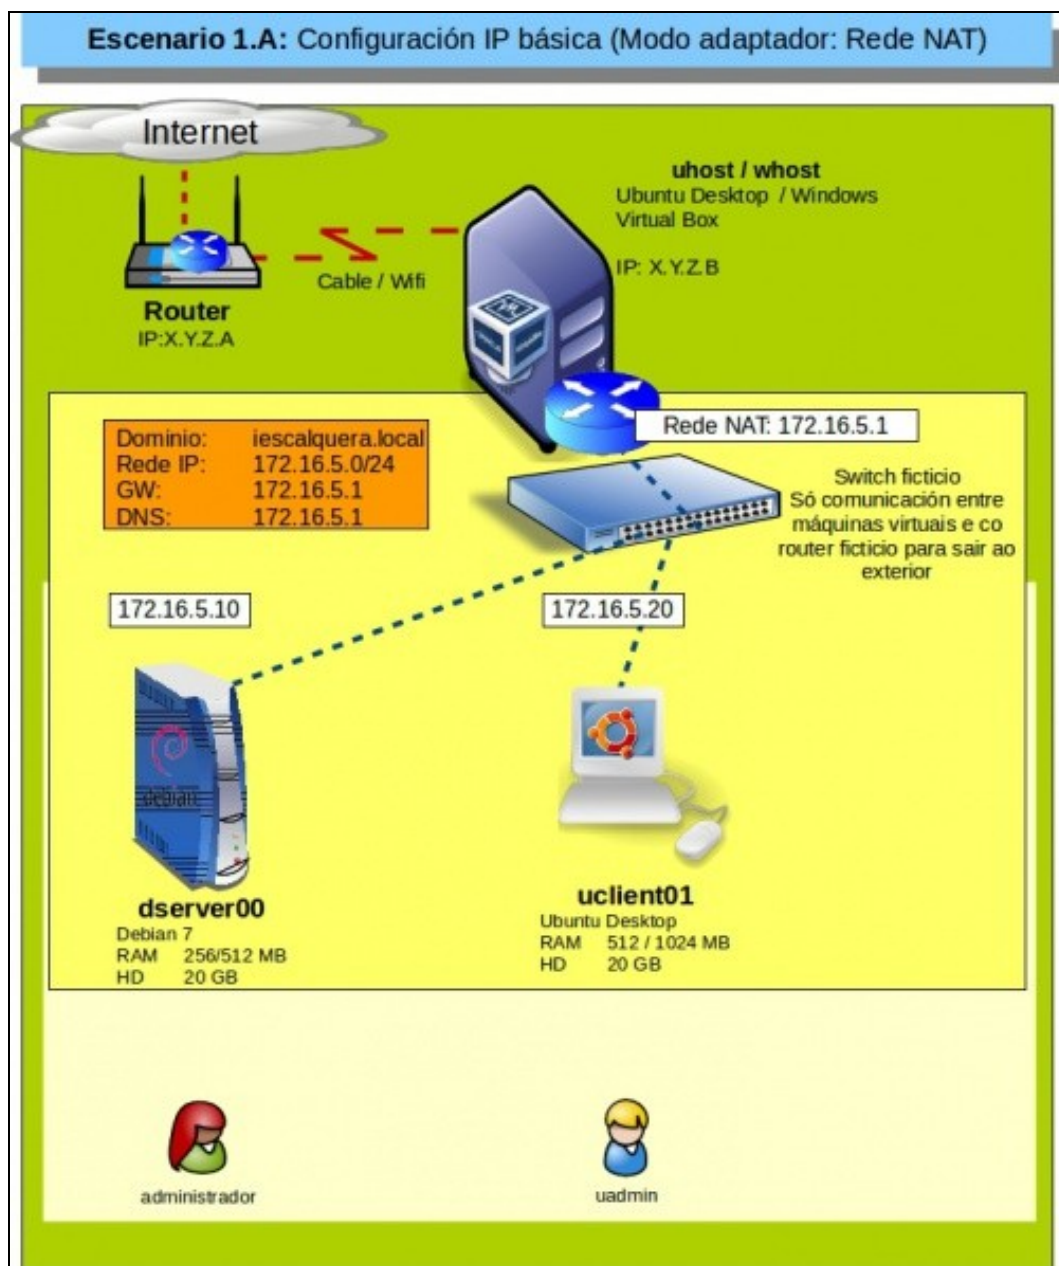 Escenario 1.A: Configuración IP básica (Modo adaptador: Rede NAT)
Internet
uhost / whost
Ubuntu Desktop / Windows
Virtual Box
IP: X.Y.Z.B
Cable / Wifi
Router
IP:X.Y.Z.A
Rede NAT: 172.16.5.1
Dominio: iescalquera.local
Rede IP: 172.16.5.0/24
GW: 172.16.5.1
DNS: 172.16.5.1
Switch ficticio
Só comunicación entre
máquinas virtuais e co
router ficticio para sair ao
exterior
172.16.5.10
172.16.5.20
debian
dserver00
Debian 7
RAM 256/512 MB
HD 20 GB
uclient01
Ubuntu Desktop
RAM 512 / 1024 MB
HD 20 GB
administrador
uadmin